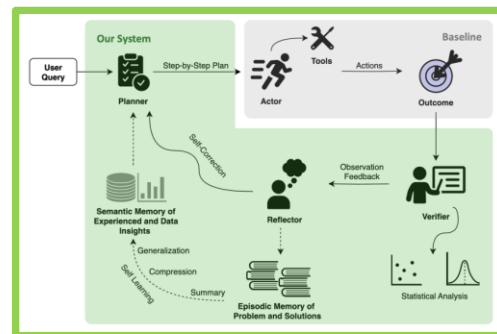 Our System
Baseline
User
Query
Step-by-Step Plan
Tools
Actions
Planner
Actor
Outcome
Self-Correction
Observation
Feedback
Semantic Memory of
Experienced and Data
Insights
Reflector
Verifier
Generalization
Compression
Self Learning
Summary
Episodic Memory of
Problem and Solutions
Statistical Analysis